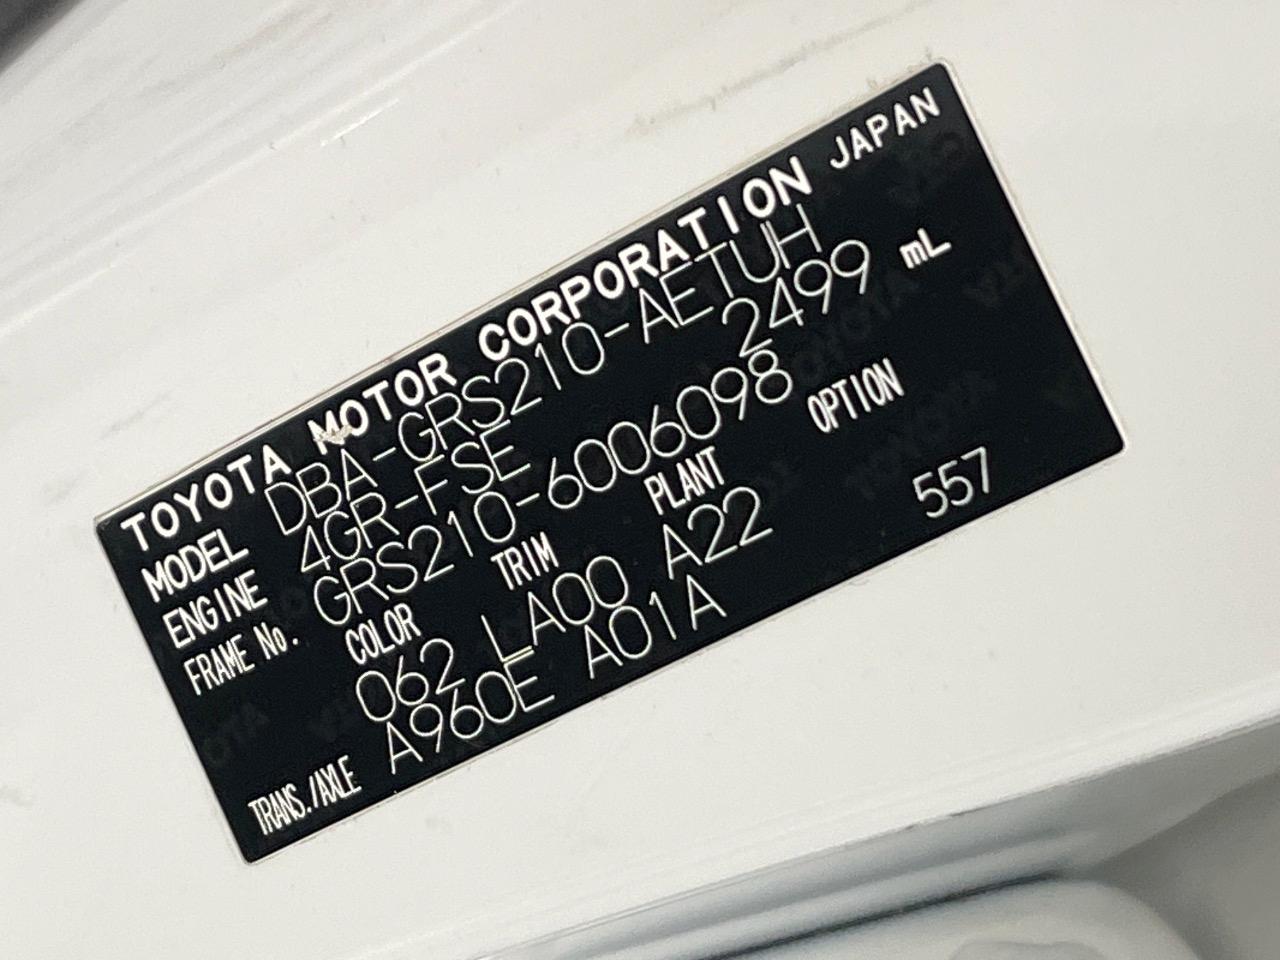 TOYOTA MOTOR CORPORATION JAPAN
MODEL DBA-GRS210-AETUH
ENGINE 4GR-FSE 2499 mL
FRAME No. GRS210-6006098
COLOR TRIM PLANT OPTION
062 LA00 A22 557
TRANS./AXLE A960E A01A